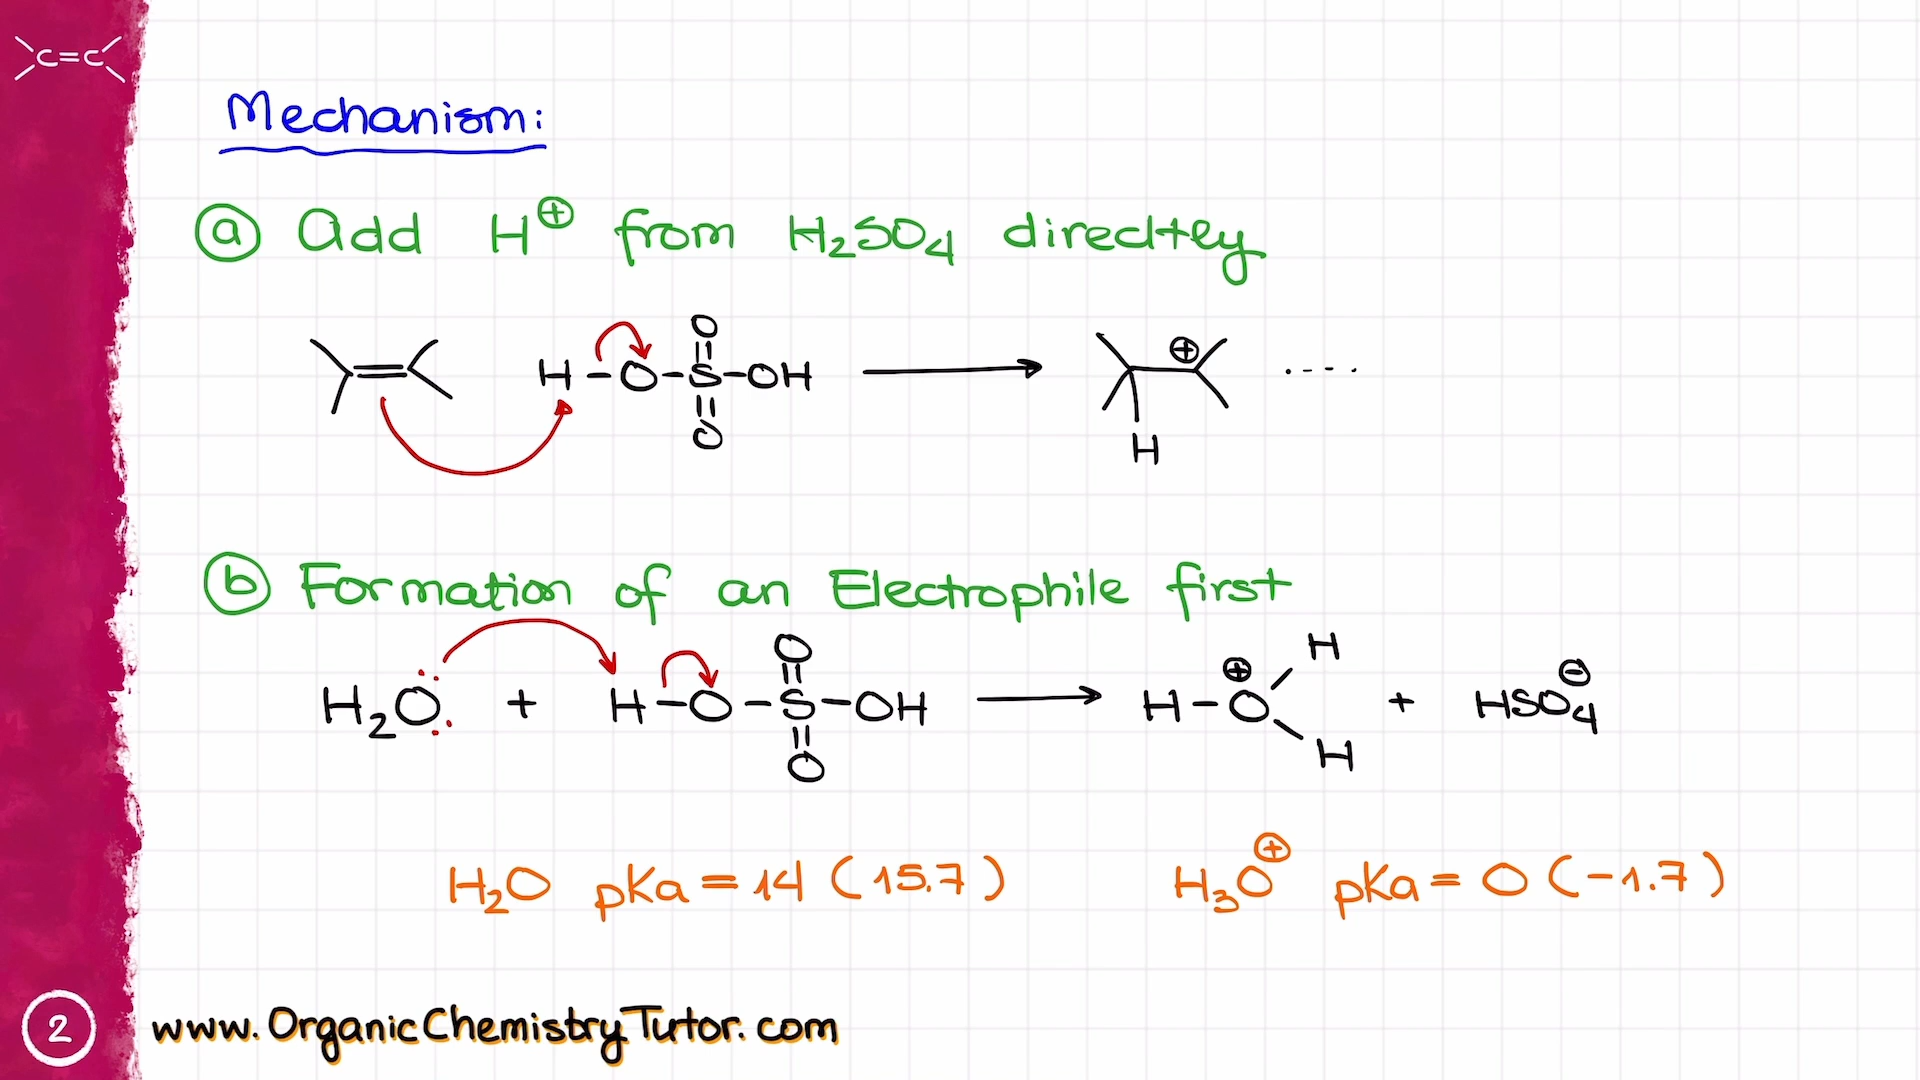 C=C
Mechanism:
ⓐ Add H⊕ from H₂SO₄ directley
O
H-O-S-OH
O
⊕
H
ⓑ Formation of an Electrophile first
O
H₂O + H-O-S-OH
O
⊕ H
H-O
H
+ HSO₄⊖
H₂O pKa = 14 (15.7)
H₃O⊕ pKa = 0 (-1.7)
2
www.OrganicChemistryTutor.com